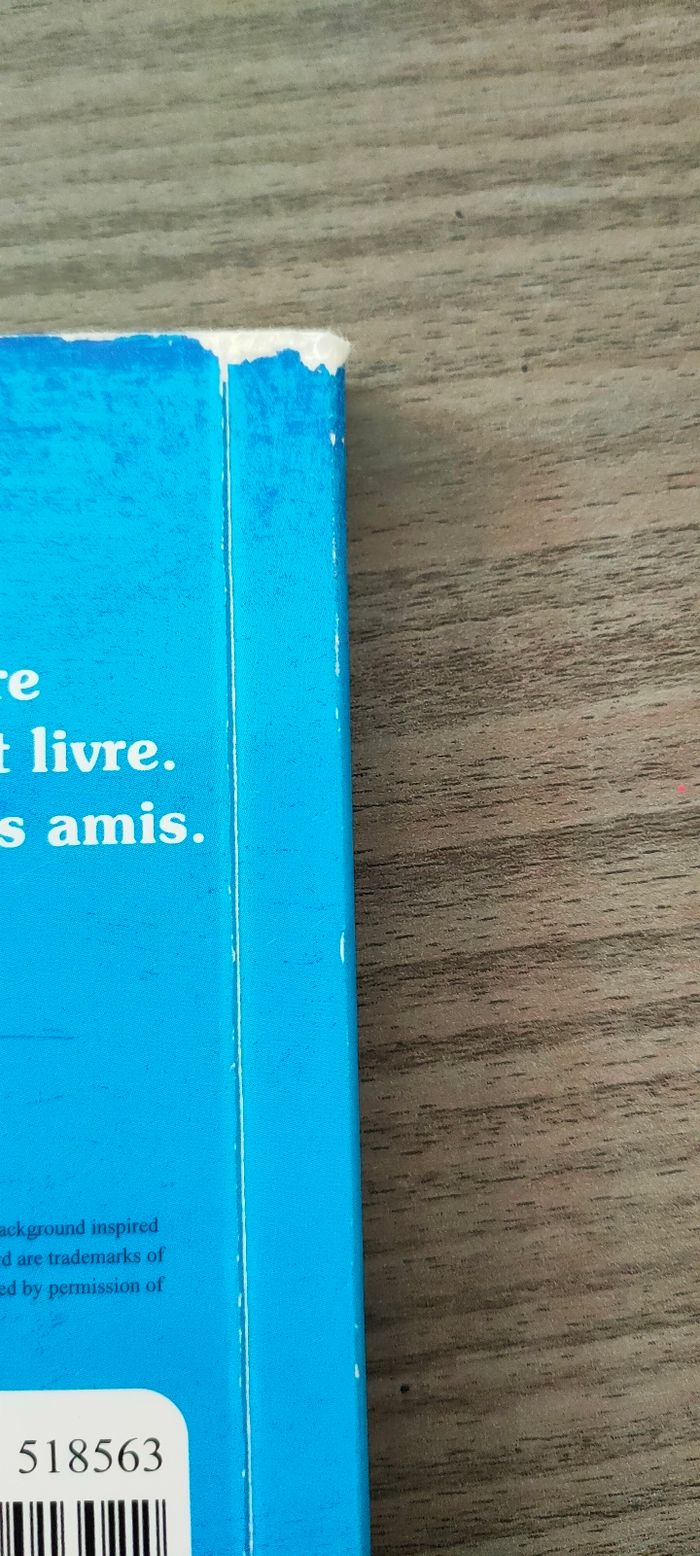 re
t livre.
s amis.
ackground inspired
d are trademarks of
ed by permission of
518563